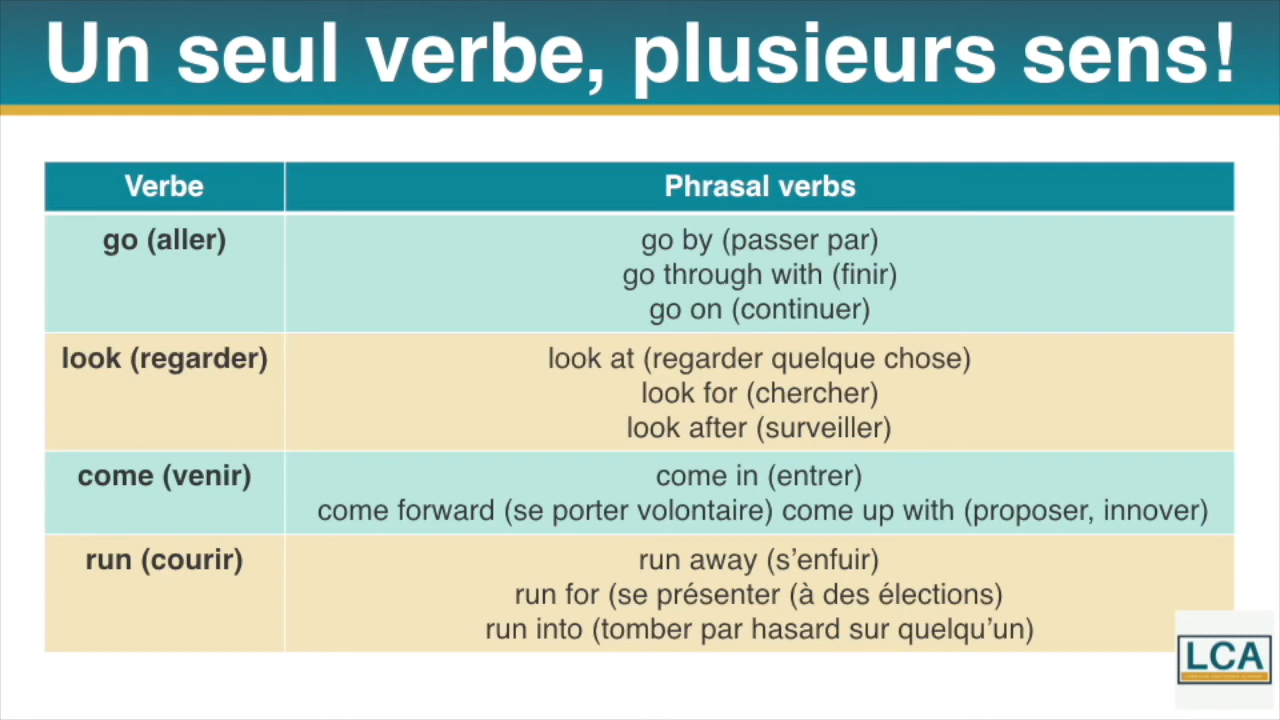 Un seul verbe, plusieurs sens!
Verbe
Phrasal verbs
go (aller)
go by (passer par)
go through with (finir)
go on (continuer)
look (regarder)
look at (regarder quelque chose)
look for (chercher)
look after (surveiller)
come (venir)
come in (entrer)
come forward (se porter volontaire) come up with (proposer, innover)
run (courir)
run away (s’enfuir)
run for (se présenter (à des élections)
run into (tomber par hasard sur quelqu’un)
LCA